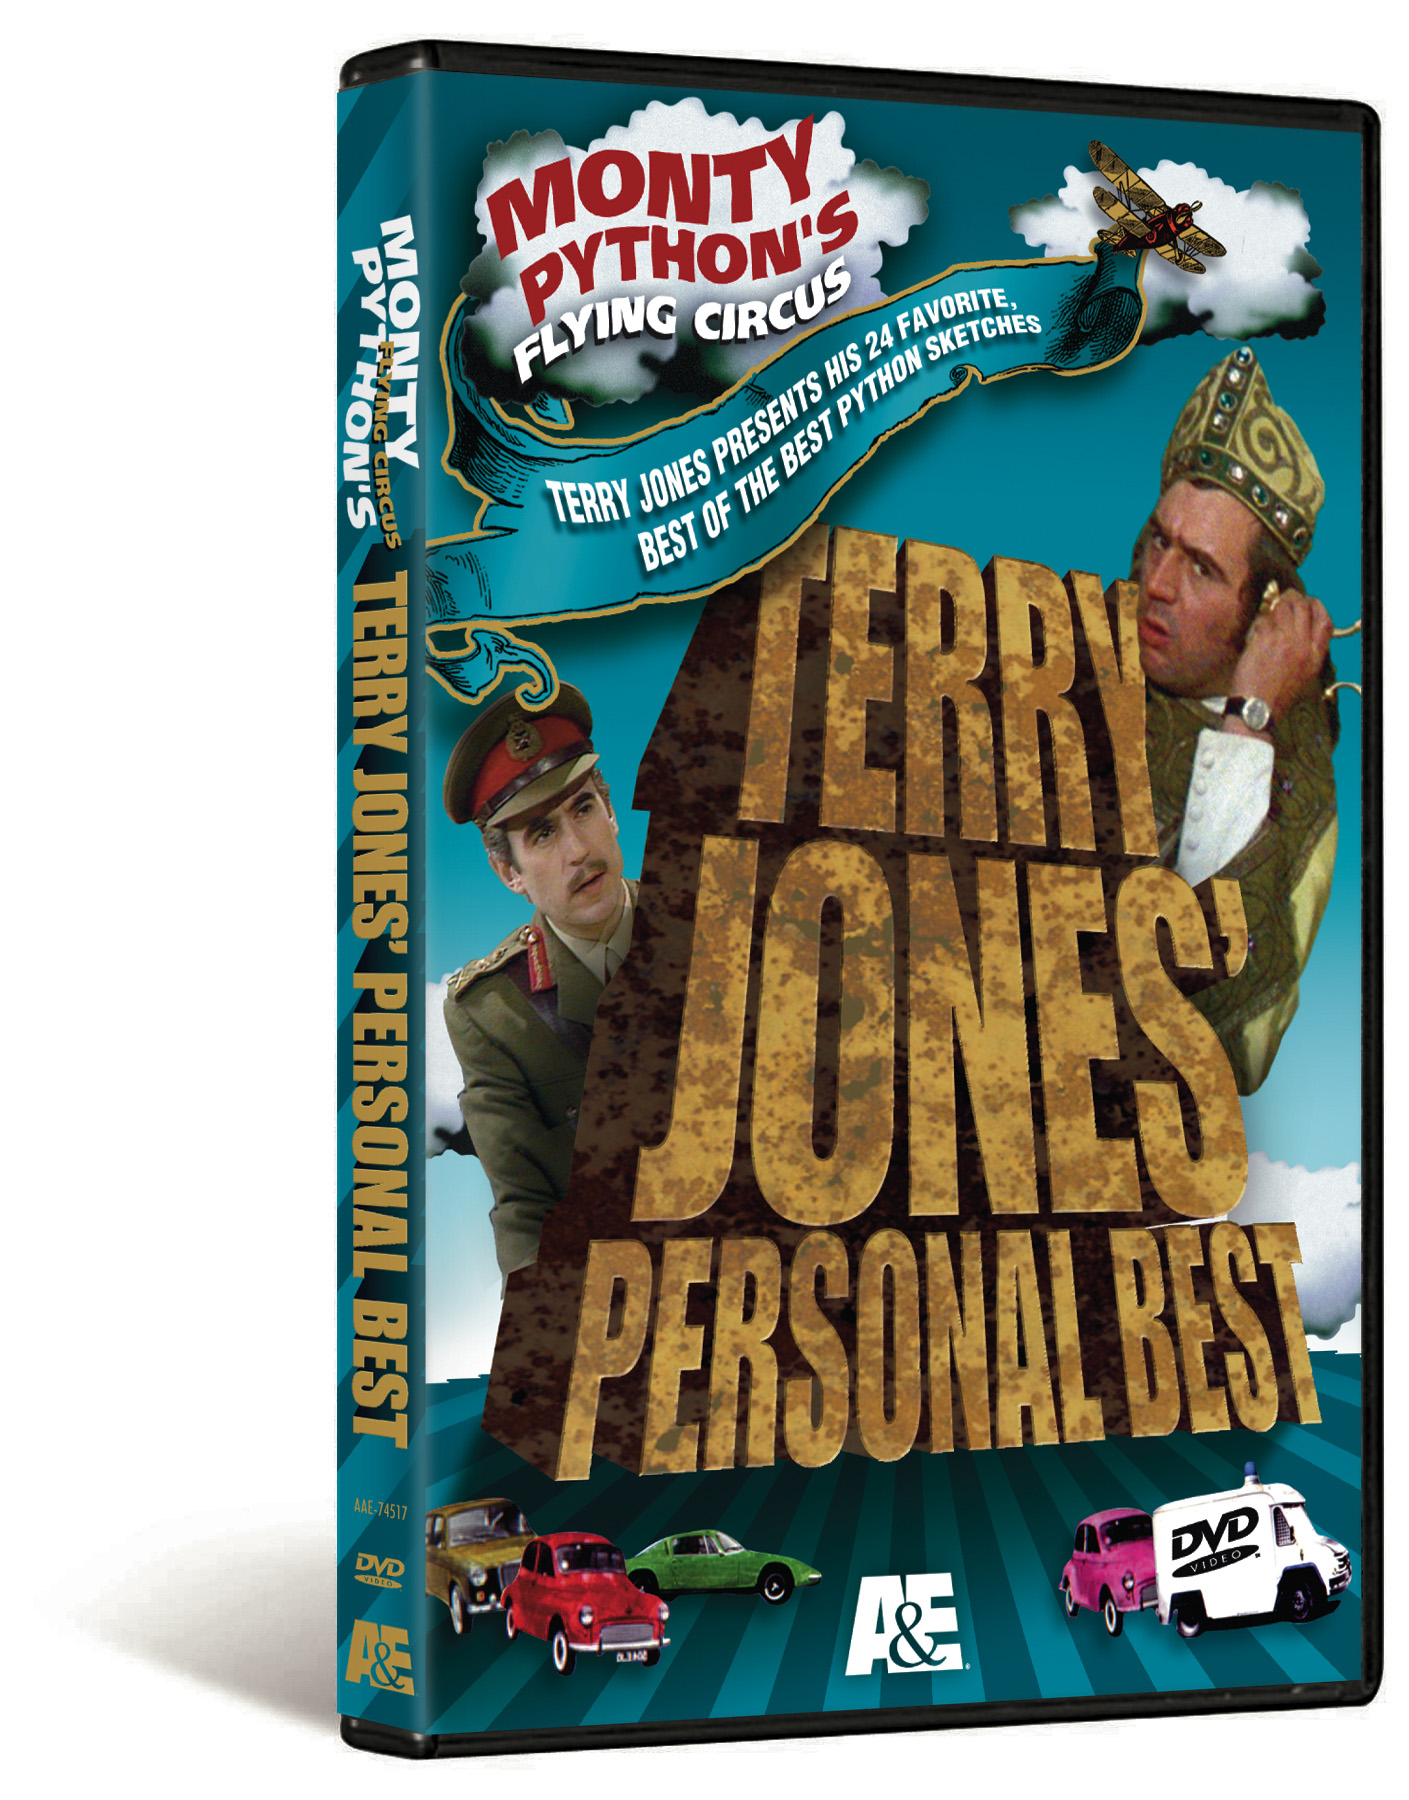 MONTY
PYTHON'S
FLYING CIRCUS
TERRY JONES PRESENTS HIS 24 FAVORITE,
BEST OF THE BEST PYTHON SKETCHES
TERRY
JONES'
PERSONAL BEST
DVD
VIDEO
A&E
MONTY
PYTHON'S
FLYING CIRCUS
TERRY JONES' PERSONAL BEST
AAE-74517
DVD
VIDEO
A&E